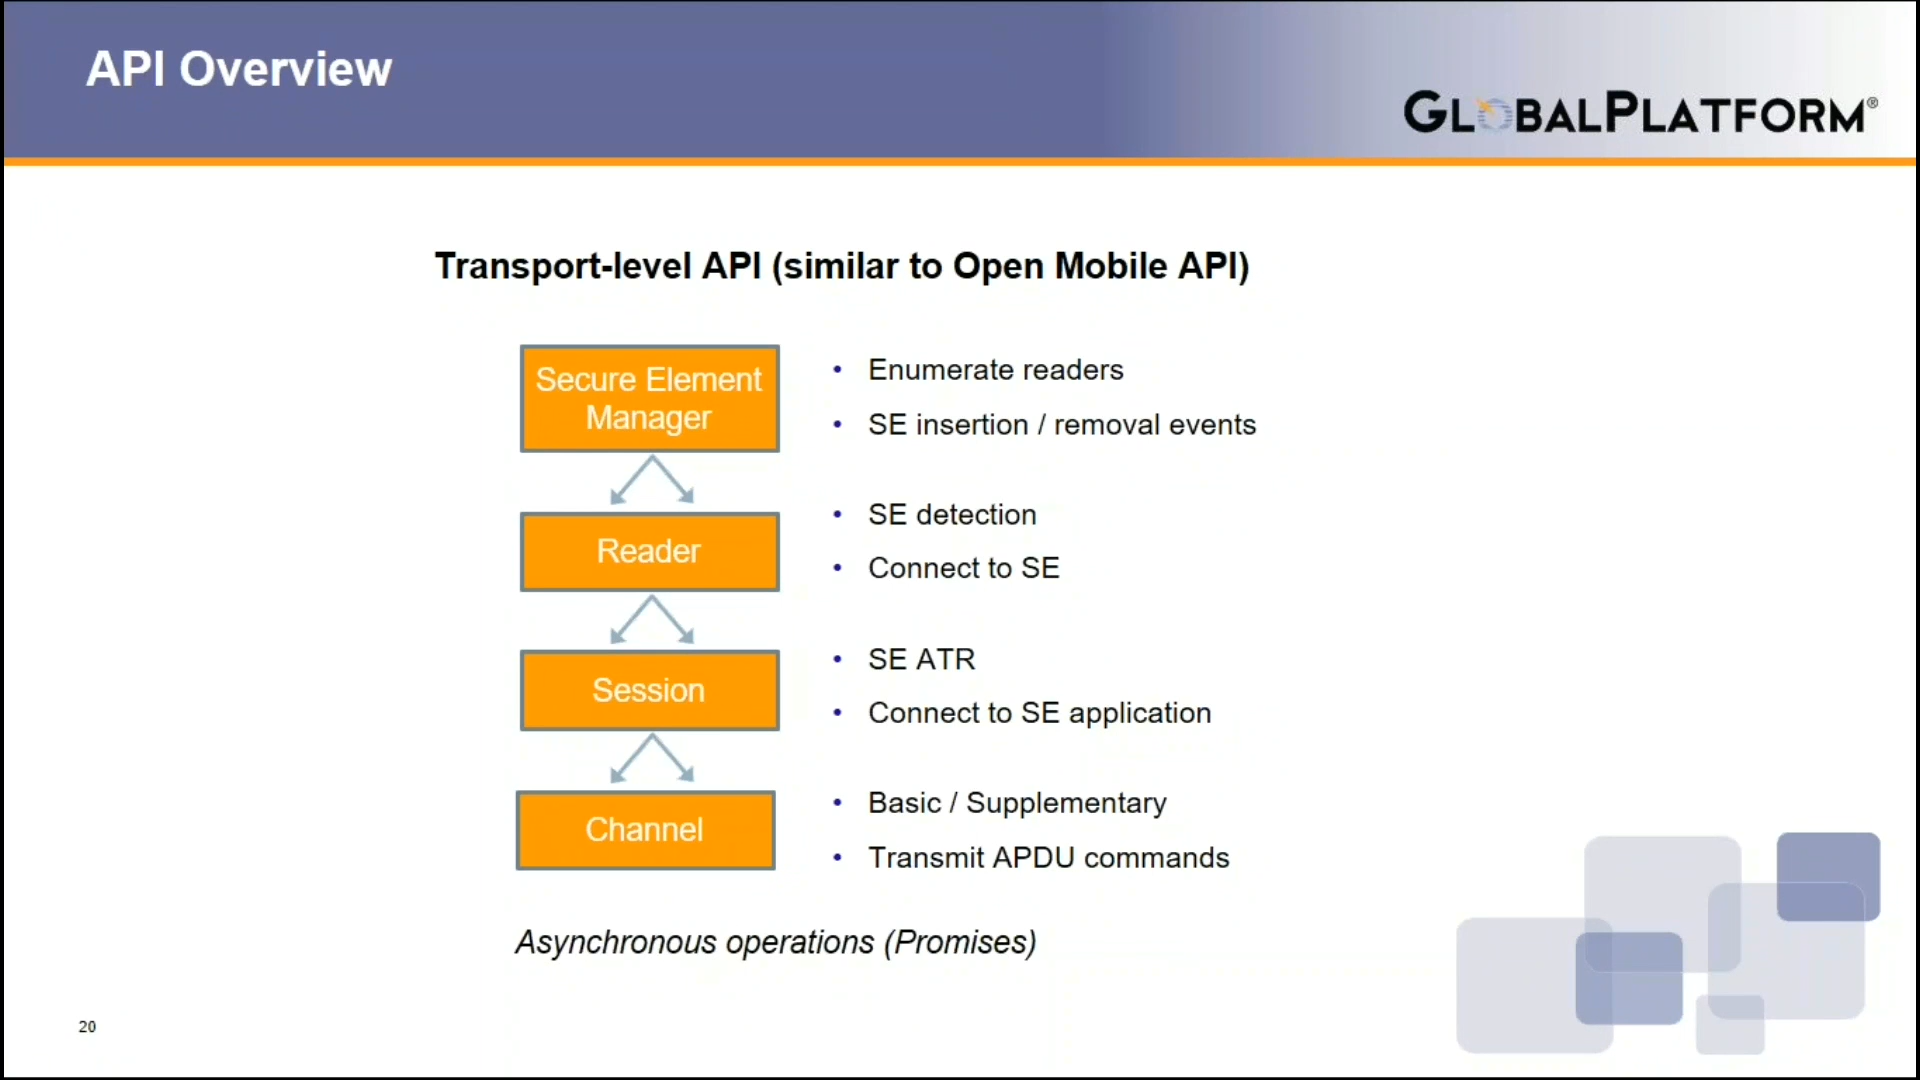 API Overview
GLOBALPLATFORM®
Transport-level API (similar to Open Mobile API)
Secure Element
Manager
• Enumerate readers
• SE insertion / removal events
Reader
• SE detection
• Connect to SE
Session
• SE ATR
• Connect to SE application
Channel
• Basic / Supplementary
• Transmit APDU commands
Asynchronous operations (Promises)
20